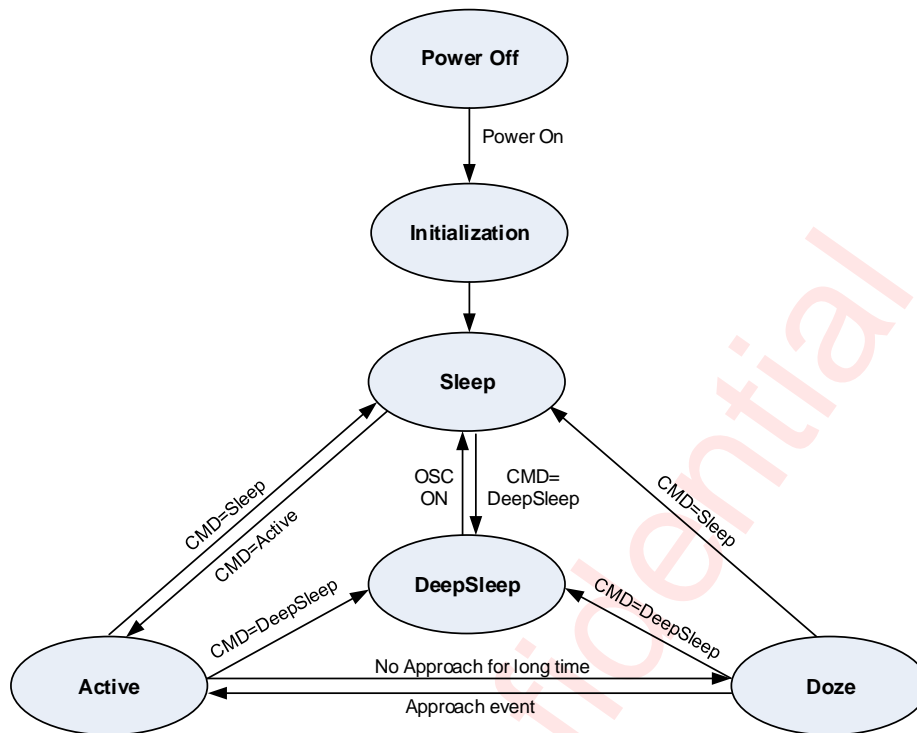 Power Off
Power On
Initialization
Sleep
CMD=Sleep
CMD=Active
OSC
ON
CMD=
DeepSleep
CMD=Sleep
CMD=DeepSleep
DeepSleep
CMD=DeepSleep
Active
No Approach for long time
Approach event
Doze
fidential